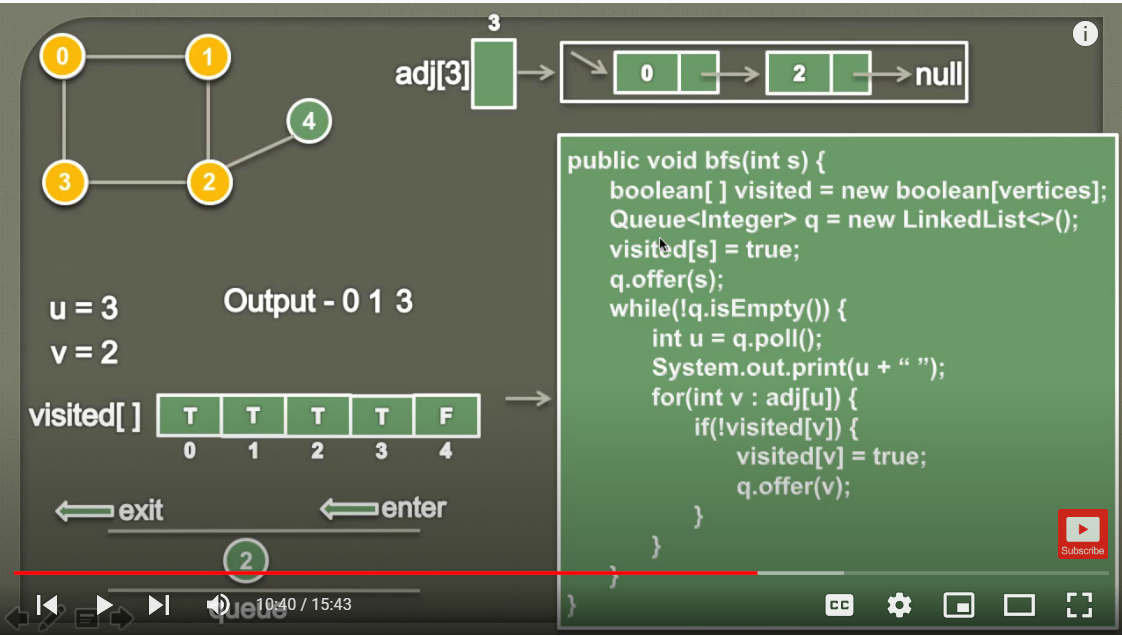 3
0 1
adj[3] 0 2 null
4
3 2
public void bfs(int s) {
boolean[ ] visited = new boolean[vertices];
Queue<Integer> q = new LinkedList<>();
visited[s] = true;
q.offer(s);
while(!q.isEmpty()) {
int u = q.poll();
System.out.print(u + “ ”);
for(int v : adj[u]) {
if(!visited[v]) {
visited[v] = true;
q.offer(v);
}
}
}
}
u = 3
v = 2
Output - 0 1 3
visited[ ] T T T T F
0 1 2 3 4
exit enter
2
queue
Subscribe
10:40 / 15:43
CC
i